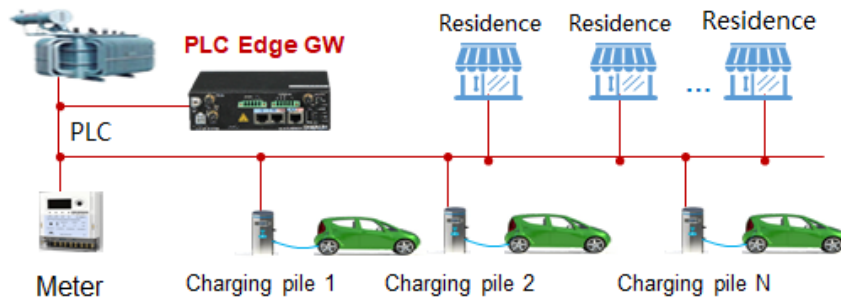 Residence
Residence
Residence
PLC Edge GW
...
PLC
Meter
Charging pile 1
Charging pile 2
Charging pile N